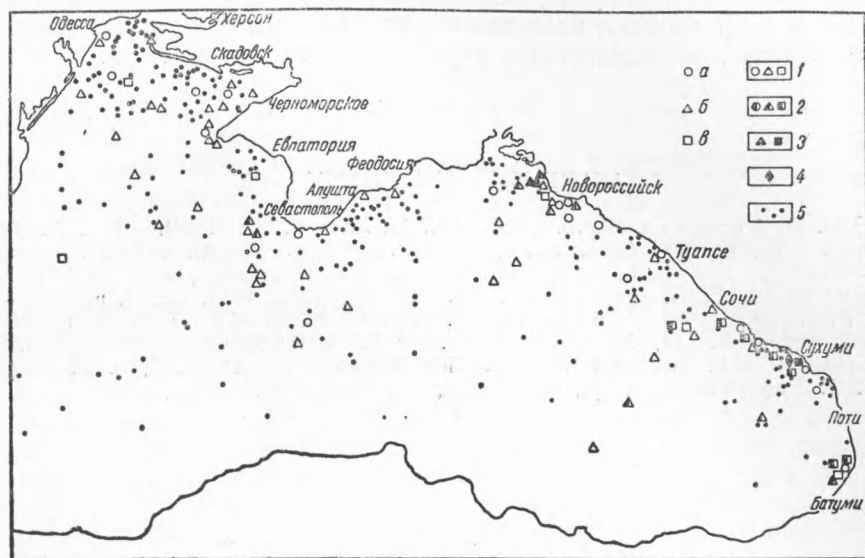 Херсон
Одесса
Скадовск
Черноморское
Евпатория
Феодосия
Алушта
Севастополь
Новороссийск
Туапсе
Сочи
Сухуми
Поти
Батуми
а
б
в
1
2
3
4
5